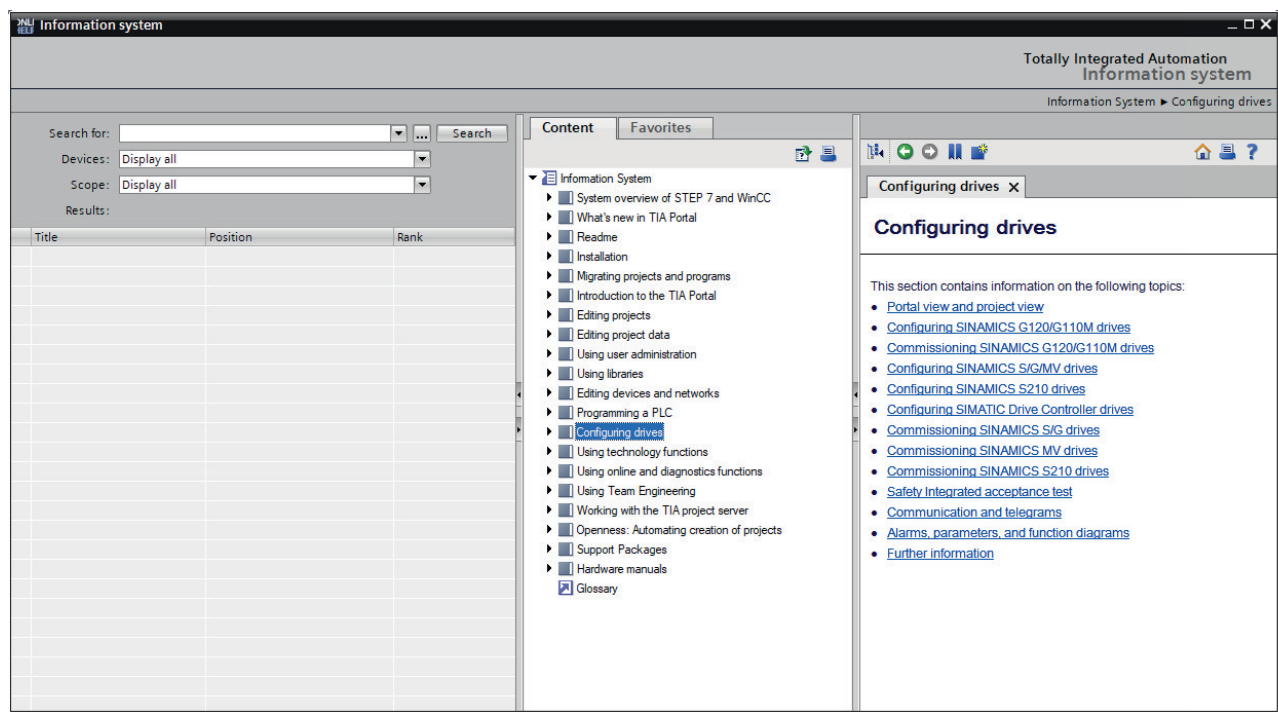 Information system
Totally Integrated Automation
Information system
Information System ► Configuring drives
Search for:
... Search
Devices: Display all
Scope: Display all
Results:
Title Position Rank
Content Favorites
Information System
System overview of STEP 7 and WinCC
What's new in TIA Portal
Readme
Installation
Migrating projects and programs
Introduction to the TIA Portal
Editing projects
Editing project data
Using user administration
Using libraries
Editing devices and networks
Programming a PLC
Configuring drives
Using technology functions
Using online and diagnostics functions
Using Team Engineering
Working with the TIA project server
Openness: Automating creation of projects
Support Packages
Hardware manuals
Glossary
Configuring drives X
Configuring drives
This section contains information on the following topics:
• Portal view and project view
• Configuring SINAMICS G120/G110M drives
• Commissioning SINAMICS G120/G110M drives
• Configuring SINAMICS S/G/MV drives
• Configuring SINAMICS S210 drives
• Configuring SIMATIC Drive Controller drives
• Commissioning SINAMICS S/G drives
• Commissioning SINAMICS MV drives
• Commissioning SINAMICS S210 drives
• Safety Integrated acceptance test
• Communication and telegrams
• Alarms, parameters, and function diagrams
• Further information